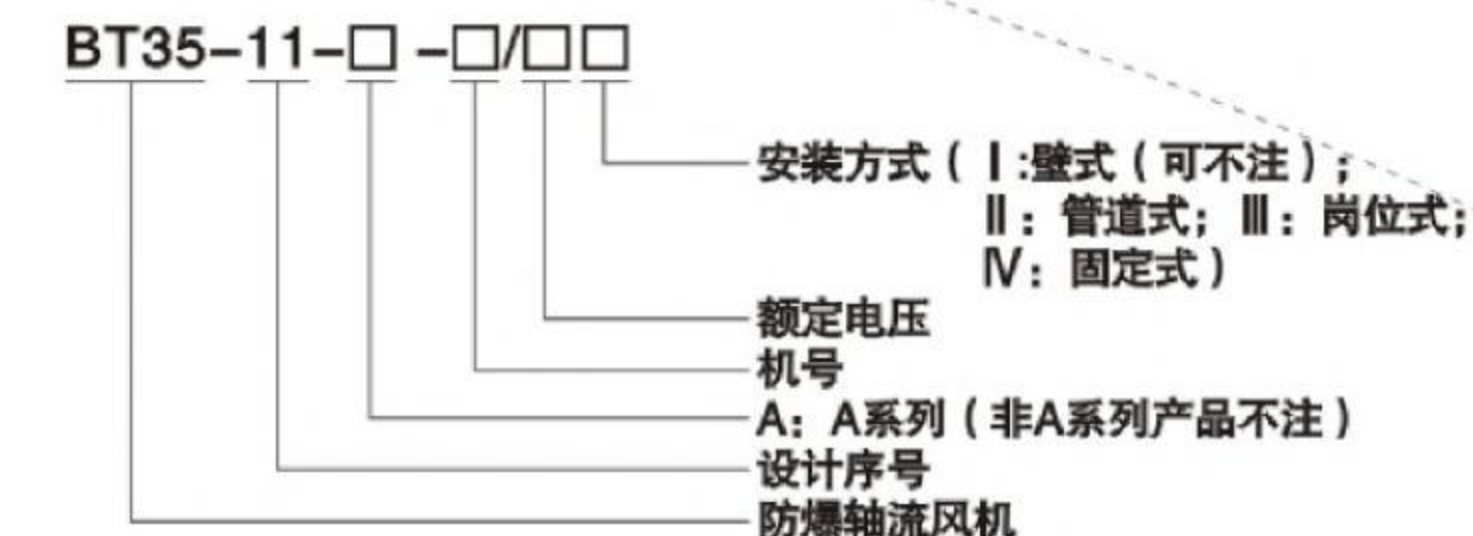 BT35-11-□ -□/□□
安装方式（Ⅰ:壁式（可不注）；
Ⅱ：管道式；Ⅲ：岗位式；
Ⅳ：固定式）
额定电压
机号
A：A系列（非A系列产品不注）
设计序号
防爆轴流风机